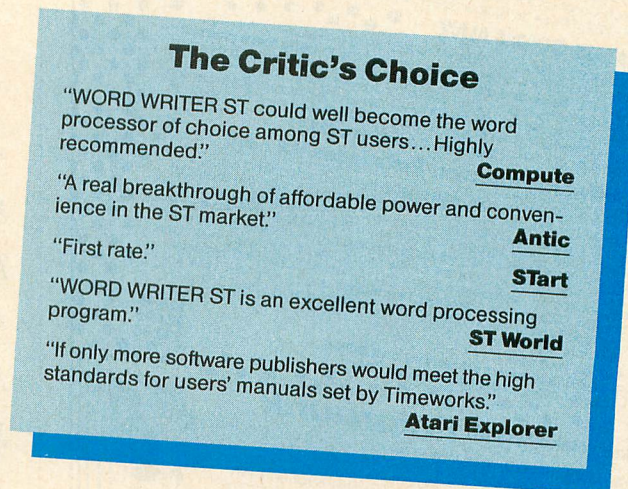 The Critic's Choice
“WORD WRITER ST could well become the word
processor of choice among ST users...Highly
recommended.”
Compute
“A real breakthrough of affordable power and conven-
ience in the ST market.”
Antic
“First rate.”
STart
“WORD WRITER ST is an excellent word processing
program.”
ST World
“If only more software publishers would meet the high
standards for users' manuals set by Timeworks.”
Atari Explorer